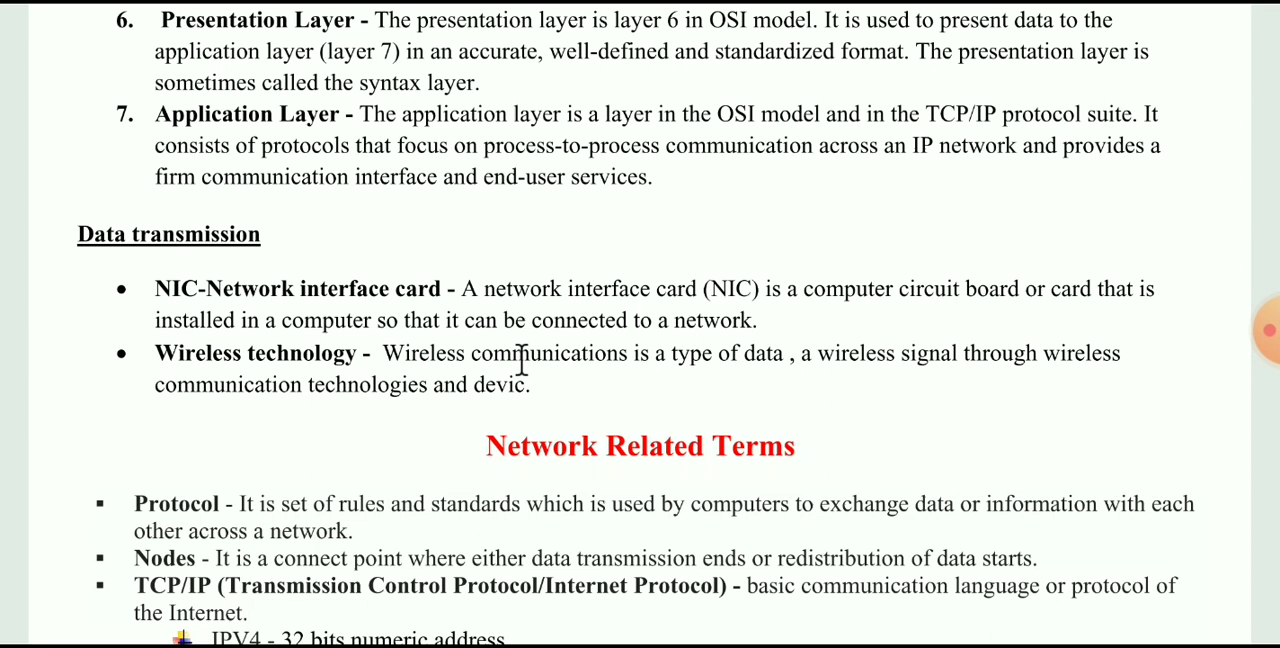 6. Presentation Layer - The presentation layer is layer 6 in OSI model. It is used to present data to the
application layer (layer 7) in an accurate, well-defined and standardized format. The presentation layer is
sometimes called the syntax layer.
7. Application Layer - The application layer is a layer in the OSI model and in the TCP/IP protocol suite. It
consists of protocols that focus on process-to-process communication across an IP network and provides a
firm communication interface and end-user services.
Data transmission
• NIC-Network interface card - A network interface card (NIC) is a computer circuit board or card that is
installed in a computer so that it can be connected to a network.
• Wireless technology - Wireless communications is a type of data , a wireless signal through wireless
communication technologies and devic.
Network Related Terms
▪ Protocol - It is set of rules and standards which is used by computers to exchange data or information with each
other across a network.
▪ Nodes - It is a connect point where either data transmission ends or redistribution of data starts.
▪ TCP/IP (Transmission Control Protocol/Internet Protocol) - basic communication language or protocol of
the Internet.
IPV4 - 32 bits numeric address